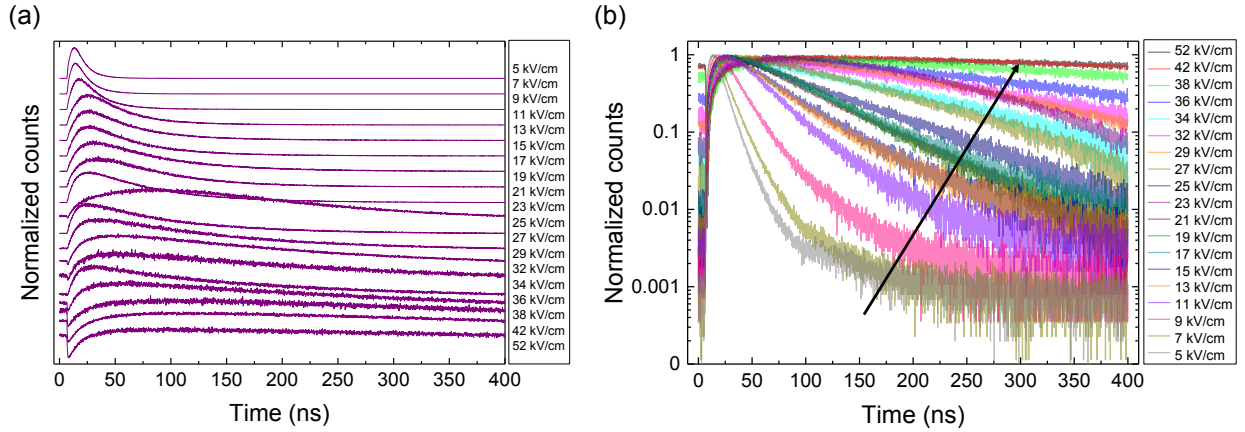 (a)
Normalized counts
5 kV/cm
7 kV/cm
9 kV/cm
11 kV/cm
13 kV/cm
15 kV/cm
17 kV/cm
19 kV/cm
21 kV/cm
23 kV/cm
25 kV/cm
27 kV/cm
29 kV/cm
32 kV/cm
34 kV/cm
36 kV/cm
38 kV/cm
42 kV/cm
52 kV/cm
0 50 100 150 200 250 300 350 400
Time (ns)
(b)
Normalized counts
1
0.1
0.01
0.001
0
0 50 100 150 200 250 300 350 400
Time (ns)
52 kV/cm
42 kV/cm
38 kV/cm
36 kV/cm
34 kV/cm
32 kV/cm
29 kV/cm
27 kV/cm
25 kV/cm
23 kV/cm
21 kV/cm
19 kV/cm
17 kV/cm
15 kV/cm
13 kV/cm
11 kV/cm
9 kV/cm
7 kV/cm
5 kV/cm